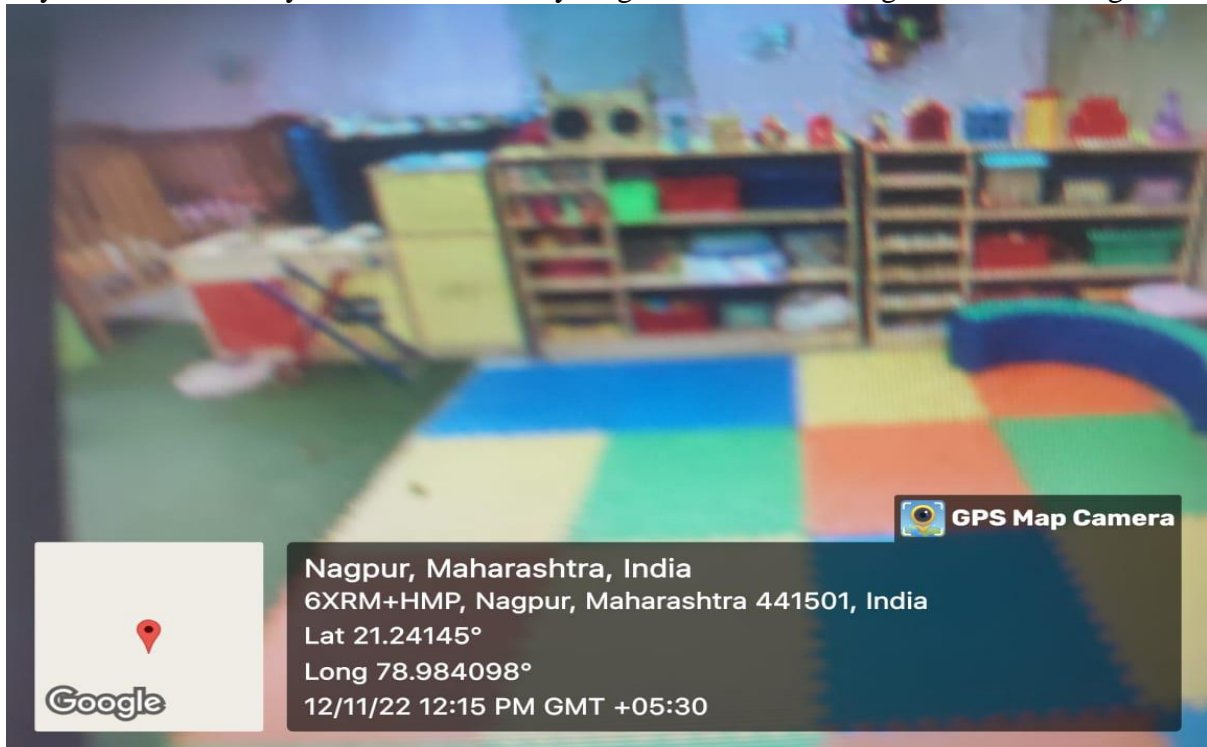 GPS Map Camera
Nagpur, Maharashtra, India
6XRM+HMP, Nagpur, Maharashtra 441501, India
Lat 21.24145°
Long 78.984098°
12/11/22 12:15 PM GMT +05:30
Google